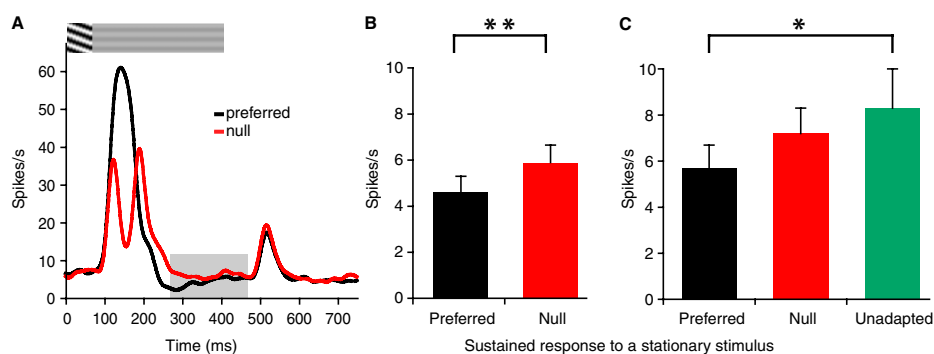 A
B
C
**
*
preferred
null
Spikes/s
60
50
40
30
20
10
0
0 100 200 300 400 500 600 700
Time (ms)
Spikes/s
10
8
6
4
2
0
Preferred Null
Spikes/s
10
8
6
4
2
0
Preferred Null Unadapted
Sustained response to a stationary stimulus